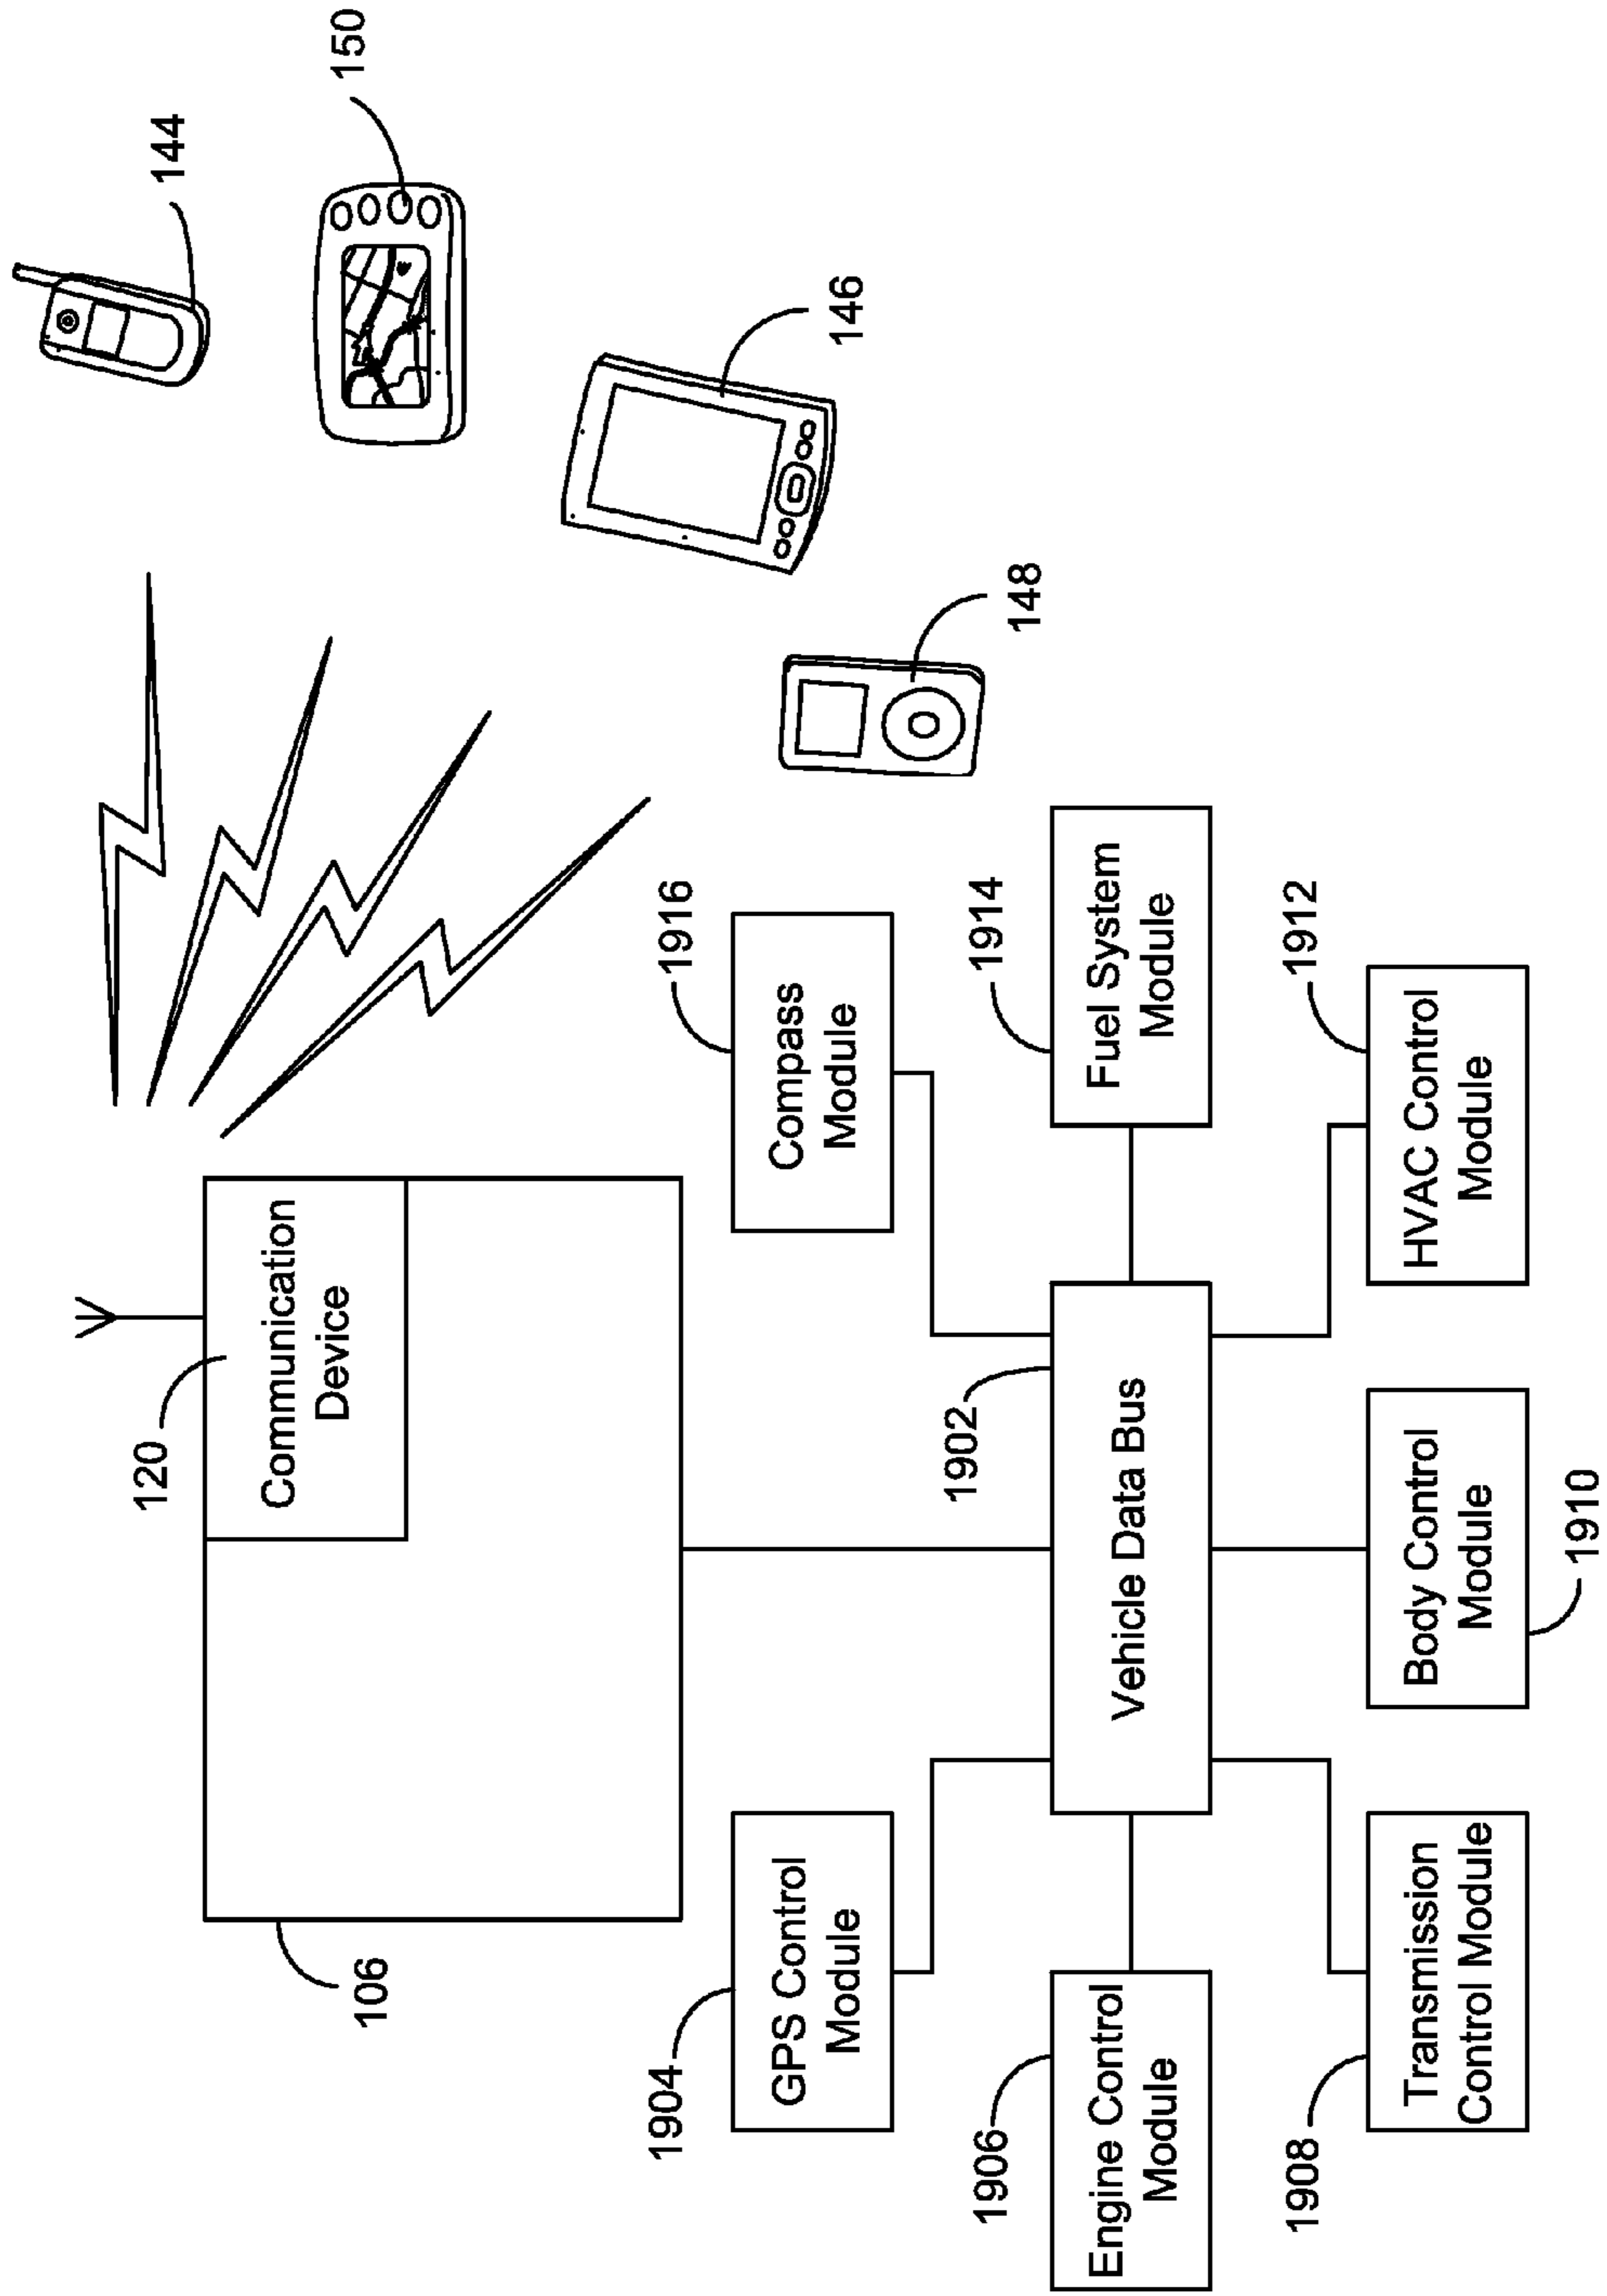 144
150
120
Communication
Device
146
106
148
1904
GPS Control
Module
1916
Compass
Module
1902
1906
Engine Control
Module
Vehicle Data Bus
1914
Fuel System
Module
1908
Transmission
Control Module
Body Control
Module
1910
1912
HVAC Control
Module